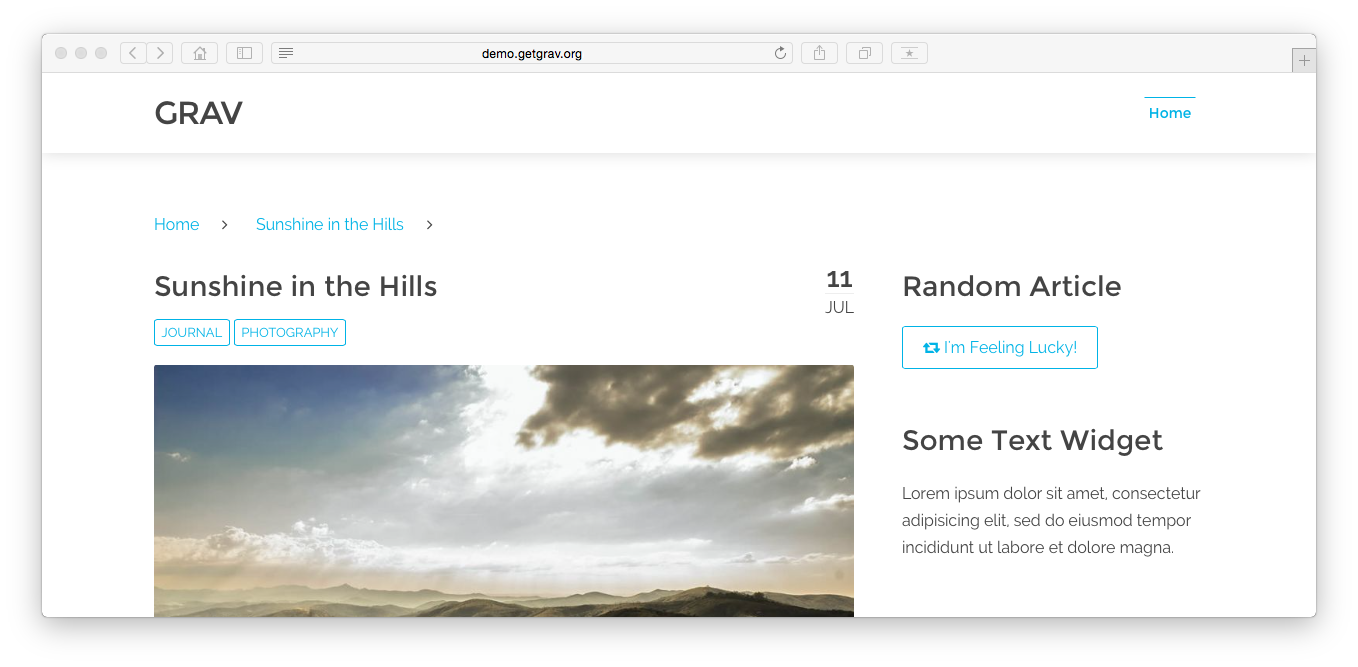 demo.getgrav.org
GRAV
Home
Home
Sunshine in the Hills
Sunshine in the Hills
11
JUL
JOURNAL
PHOTOGRAPHY
Random Article
I'm Feeling Lucky!
Some Text Widget
Lorem ipsum dolor sit amet, consectetur
adipisicing elit, sed do eiusmod tempor
incididunt ut labore et dolore magna.